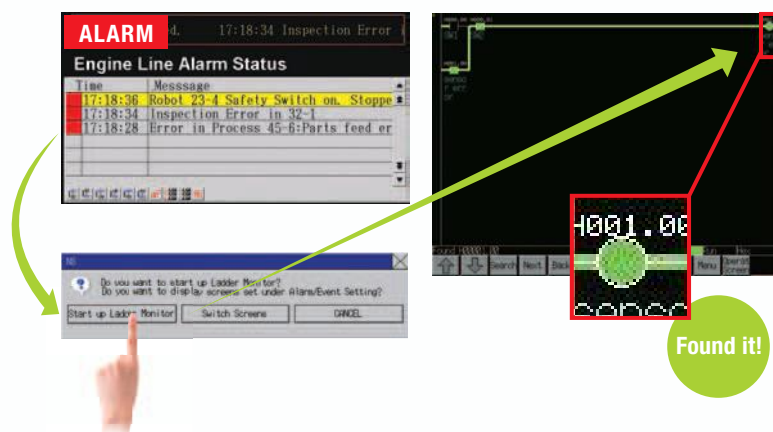 ALARM
17:18:34 Inspection Error
Engine Line Alarm Status
Time Messsage
17:18:36 Robot 23-4 Safety Switch on. Stoppe
17:18:34 Inspection Error in 32-1
17:18:28 Error in Process 45-6:Parts feed er
NS
Do you want to start up Ladder Monitor?
Do you want to display screens set under Alarm/Event Setting?
Start up Ladder Monitor
Switch Screens
CANCEL
H001.00
Search
Next
Back
Menu
Found it!